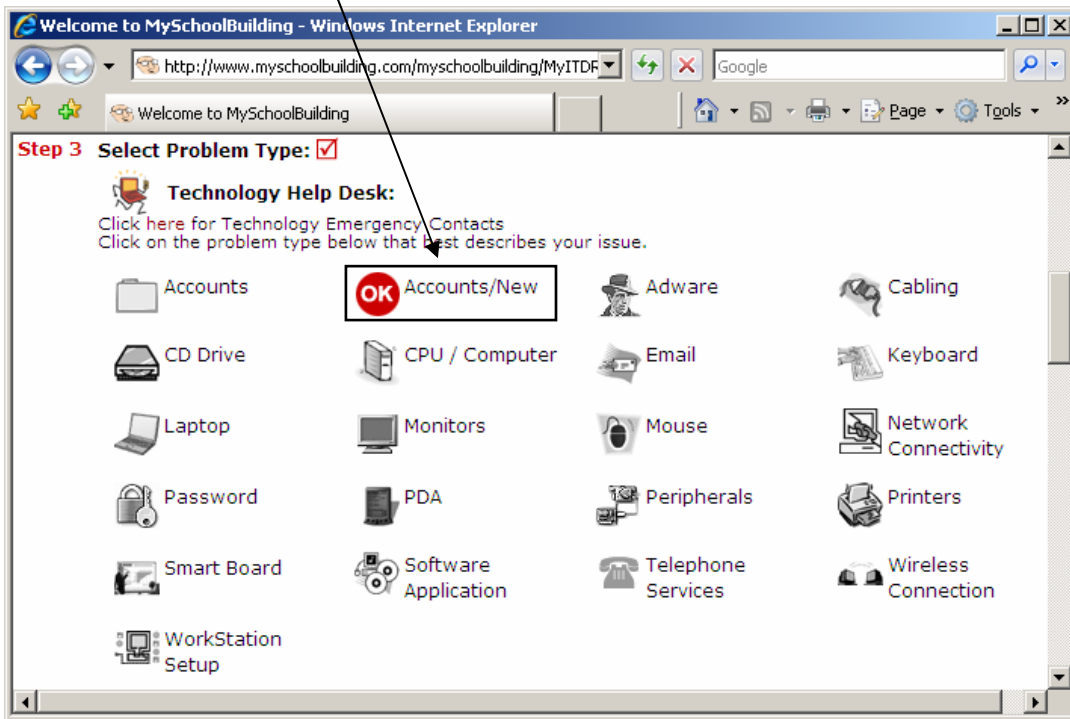 Welcome to MySchoolBuilding - Windows Internet Explorer
http://www.myschoolbuilding.com/myschoolbuilding/MyITDR
Google
Welcome to MySchoolBuilding
Page
Tools
Step 3 Select Problem Type:
Technology Help Desk:
Click here for Technology Emergency Contacts
Click on the problem type below that best describes your issue.
Accounts
OK
Accounts/New
Adware
Cabling
CD Drive
CPU / Computer
Email
Keyboard
Laptop
Monitors
Mouse
Network
Connectivity
Password
PDA
Peripherals
Printers
Smart Board
Software
Application
Telephone
Services
Wireless
Connection
WorkStation
Setup